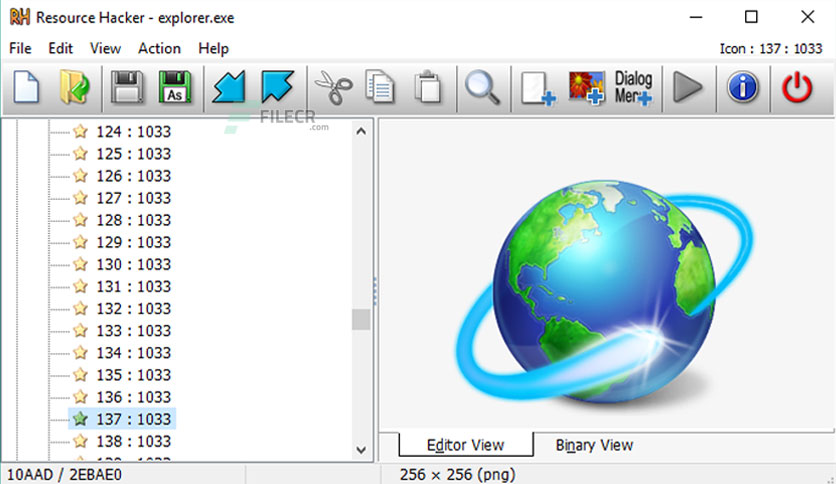 RH Resource Hacker - explorer.exe
File Edit View Action Help Icon : 137 : 1033
As Dialog
Menu
FILECR
.com
124 : 1033
125 : 1033
126 : 1033
127 : 1033
128 : 1033
129 : 1033
130 : 1033
131 : 1033
132 : 1033
133 : 1033
134 : 1033
135 : 1033
136 : 1033
137 : 1033
138 : 1033
Editor View Binary View
10AAD / 2EBAE0 256 × 256 (png)